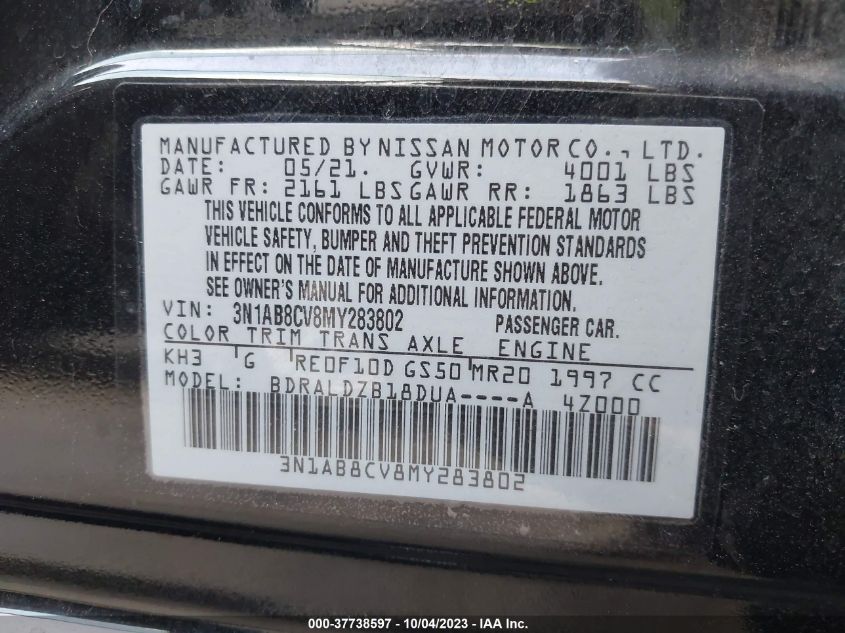 MANUFACTURED BY NISSAN MOTOR CO., LTD.
DATE: 05/21. GVWR: 4001 LBS
GAWR FR: 2161 LBS GAWR RR: 1863 LBS
THIS VEHICLE CONFORMS TO ALL APPLICABLE FEDERAL MOTOR
VEHICLE SAFETY, BUMPER AND THEFT PREVENTION STANDARDS
IN EFFECT ON THE DATE OF MANUFACTURE SHOWN ABOVE.
SEE OWNER'S MANUAL FOR ADDITIONAL INFORMATION.
VIN: 3N1AB8CV8MY283802 PASSENGER CAR.
COLOR TRIM TRANS AXLE ENGINE
KH3 G RE0F10D GS50 MR20 1997 CC
MODEL: BDRALDZB18DUA----A 4Z000
3N1AB8CV8MY283802
000-37738597 - 10/04/2023 - IAA Inc.